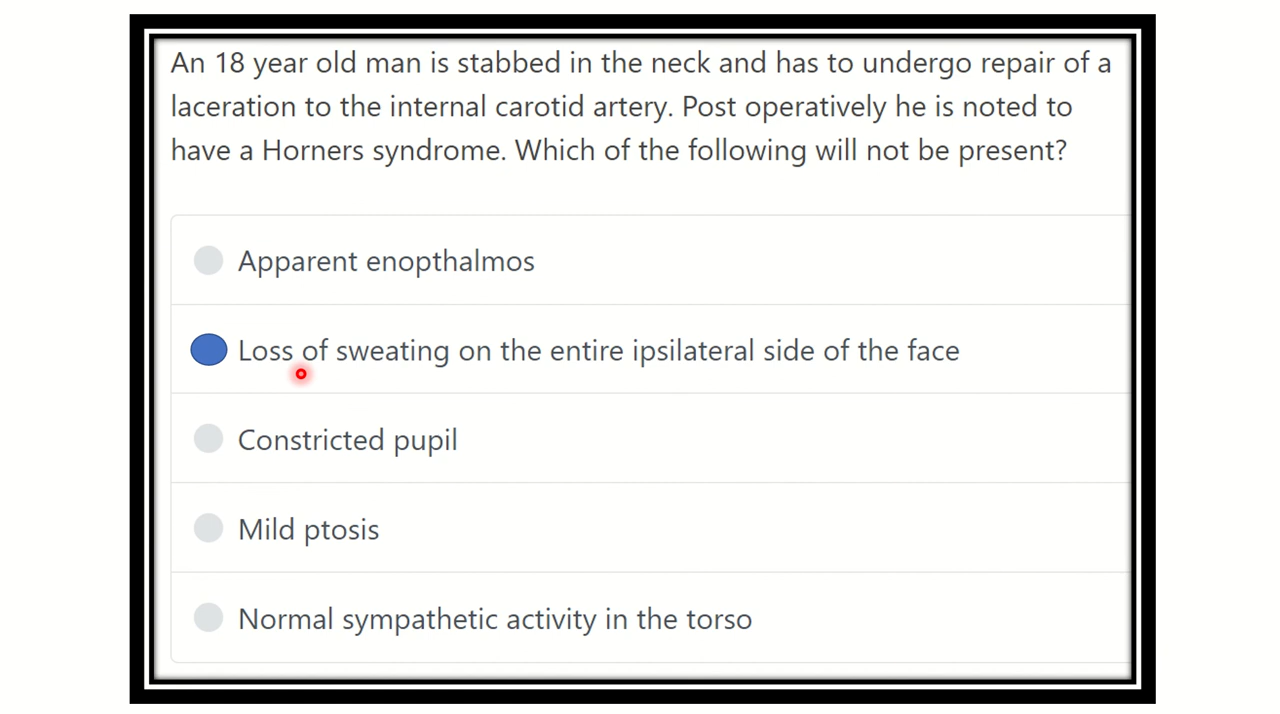 An 18 year old man is stabbed in the neck and has to undergo repair of a
laceration to the internal carotid artery. Post operatively he is noted to
have a Horners syndrome. Which of the following will not be present?
Apparent enopthalmos
Loss of sweating on the entire ipsilateral side of the face
Constricted pupil
Mild ptosis
Normal sympathetic activity in the torso